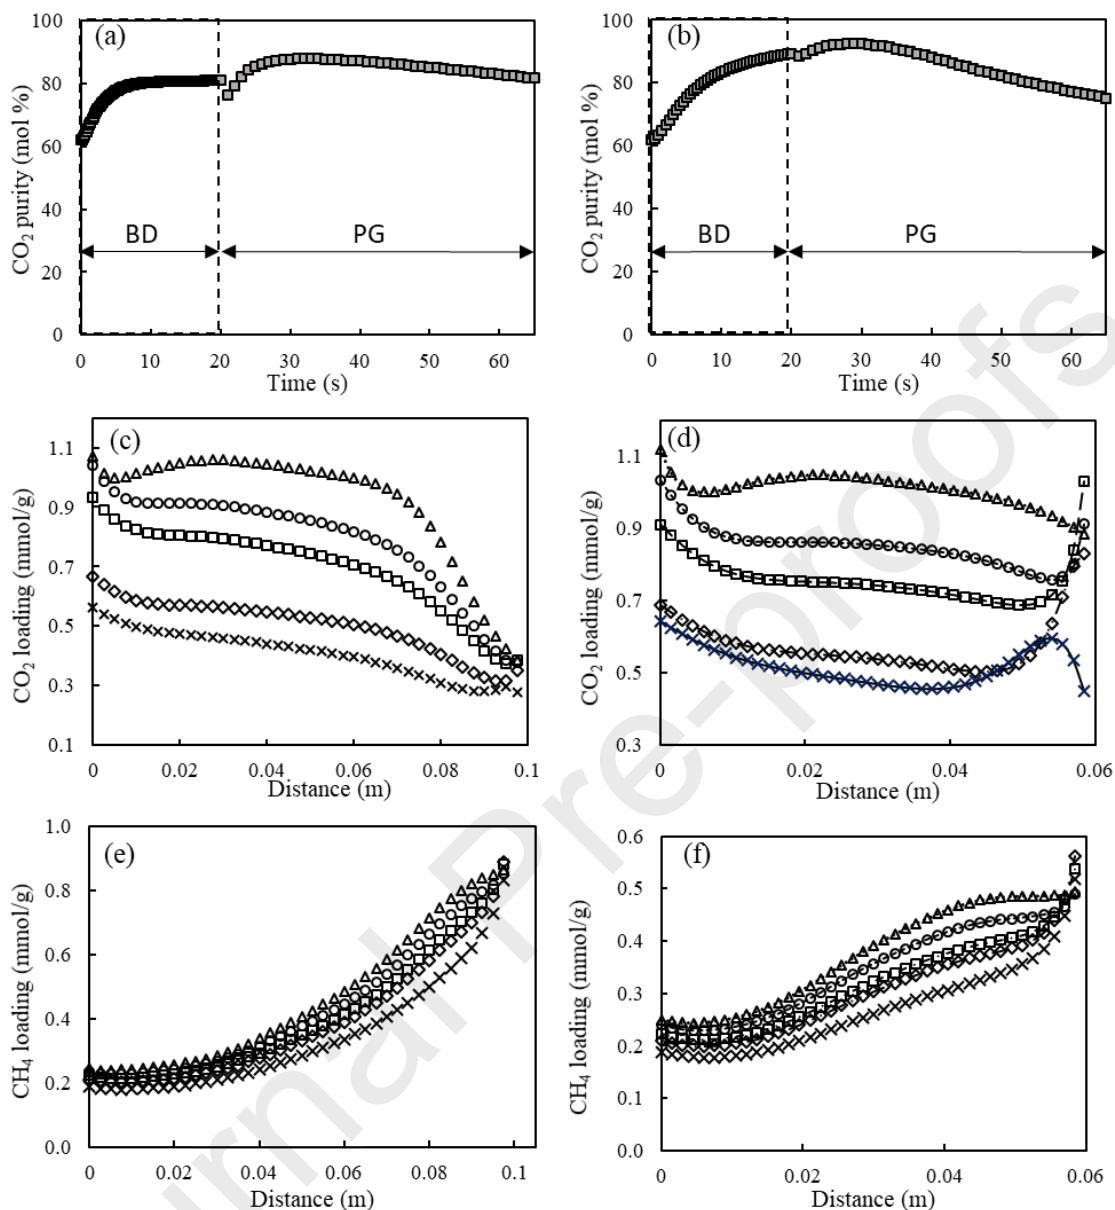 (a)
CO2 purity (mol %)
100
80
60
40
20
0
BD
PG
0 10 20 30 40 50 60
Time (s)
(b)
CO2 purity (mol %)
100
80
60
40
20
0
BD
PG
0 10 20 30 40 50 60
Time (s)
(c)
CO2 loading (mmol/g)
1.1
0.9
0.7
0.5
0.3
0.1
0 0.02 0.04 0.06 0.08 0.1
Distance (m)
(d)
CO2 loading (mmol/g)
1.1
0.9
0.7
0.5
0.3
0 0.02 0.04 0.06
Distance (m)
(e)
CH4 loading (mmol/g)
1.0
0.8
0.6
0.4
0.2
0.0
0 0.02 0.04 0.06 0.08 0.1
Distance (m)
(f)
CH4 loading (mmol/g)
0.6
0.5
0.4
0.3
0.2
0.1
0.0
0 0.02 0.04 0.06
Distance (m)
urnal Pre-proofs